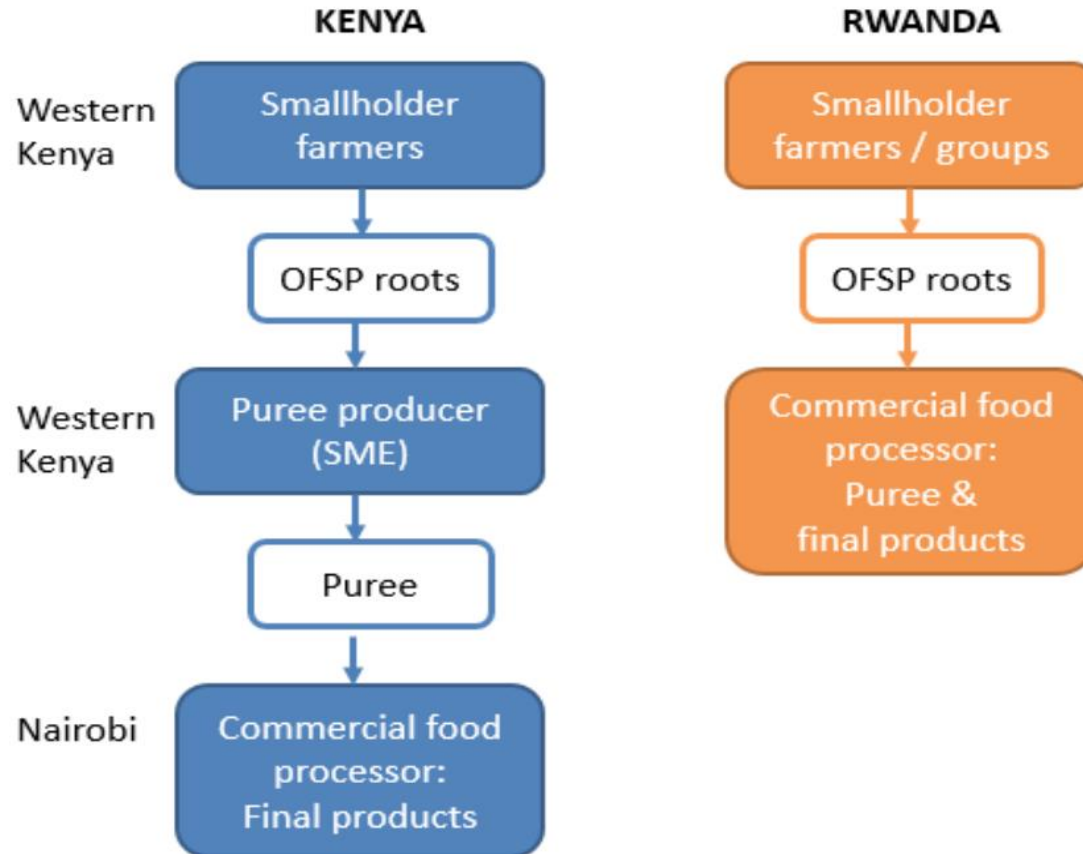 KENYA
Western
Kenya
Smallholder
farmers
OFSP roots
Western
Kenya
Puree producer
(SME)
Puree
Nairobi
Commercial food
processor:
Final products
RWANDA
Smallholder
farmers / groups
OFSP roots
Commercial food
processor:
Puree &
final products